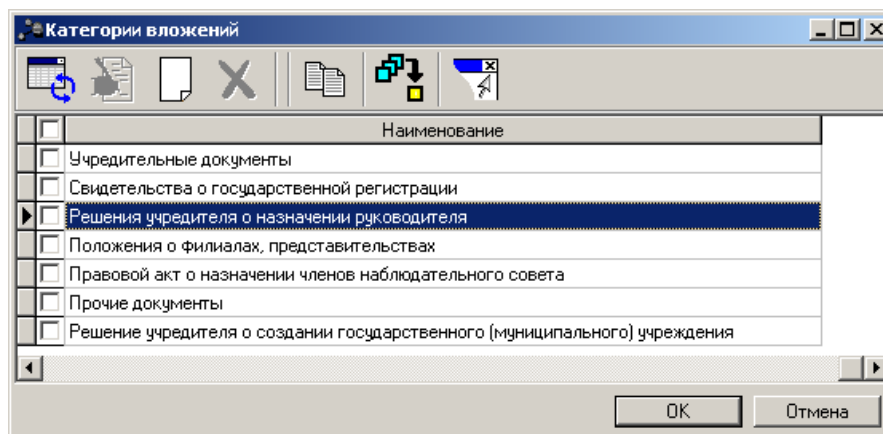 Категории вложений
Наименование
Учредительные документы
Свидетельства о государственной регистрации
Решения учредителя о назначении руководителя
Положения о филиалах, представительствах
Правовой акт о назначении членов наблюдательного совета
Прочие документы
Решение учредителя о создании государственного (муниципального) учреждения
OK
Отмена